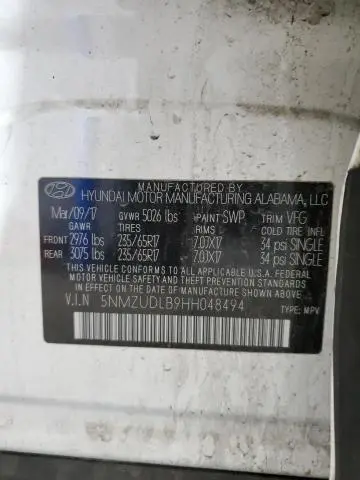 MANUFACTURED BY
HYUNDAI MOTOR MANUFACTURING ALABAMA, LLC
Mar/09/17 GVWR 5026 lbs PAINT SWP TRIM VFG
GAWR TIRES RIMS COLD TIRE INFL
FRONT 2976 lbs 235/65R17 7.0JX17 34 psi SINGLE
REAR 3075 lbs 235/65R17 7.0JX17 34 psi SINGLE
THIS VEHICLE CONFORMS TO ALL APPLICABLE U.S. FEDERAL
MOTOR VEHICLE SAFETY, BUMPER, AND THEFT PREVENTION
STANDARDS IN EFFECT ON THE DATE OF MANUFACTURE SHOWN ABOVE.
V.I.N 5NMZUDLB9HH048494 TYPE: MPV